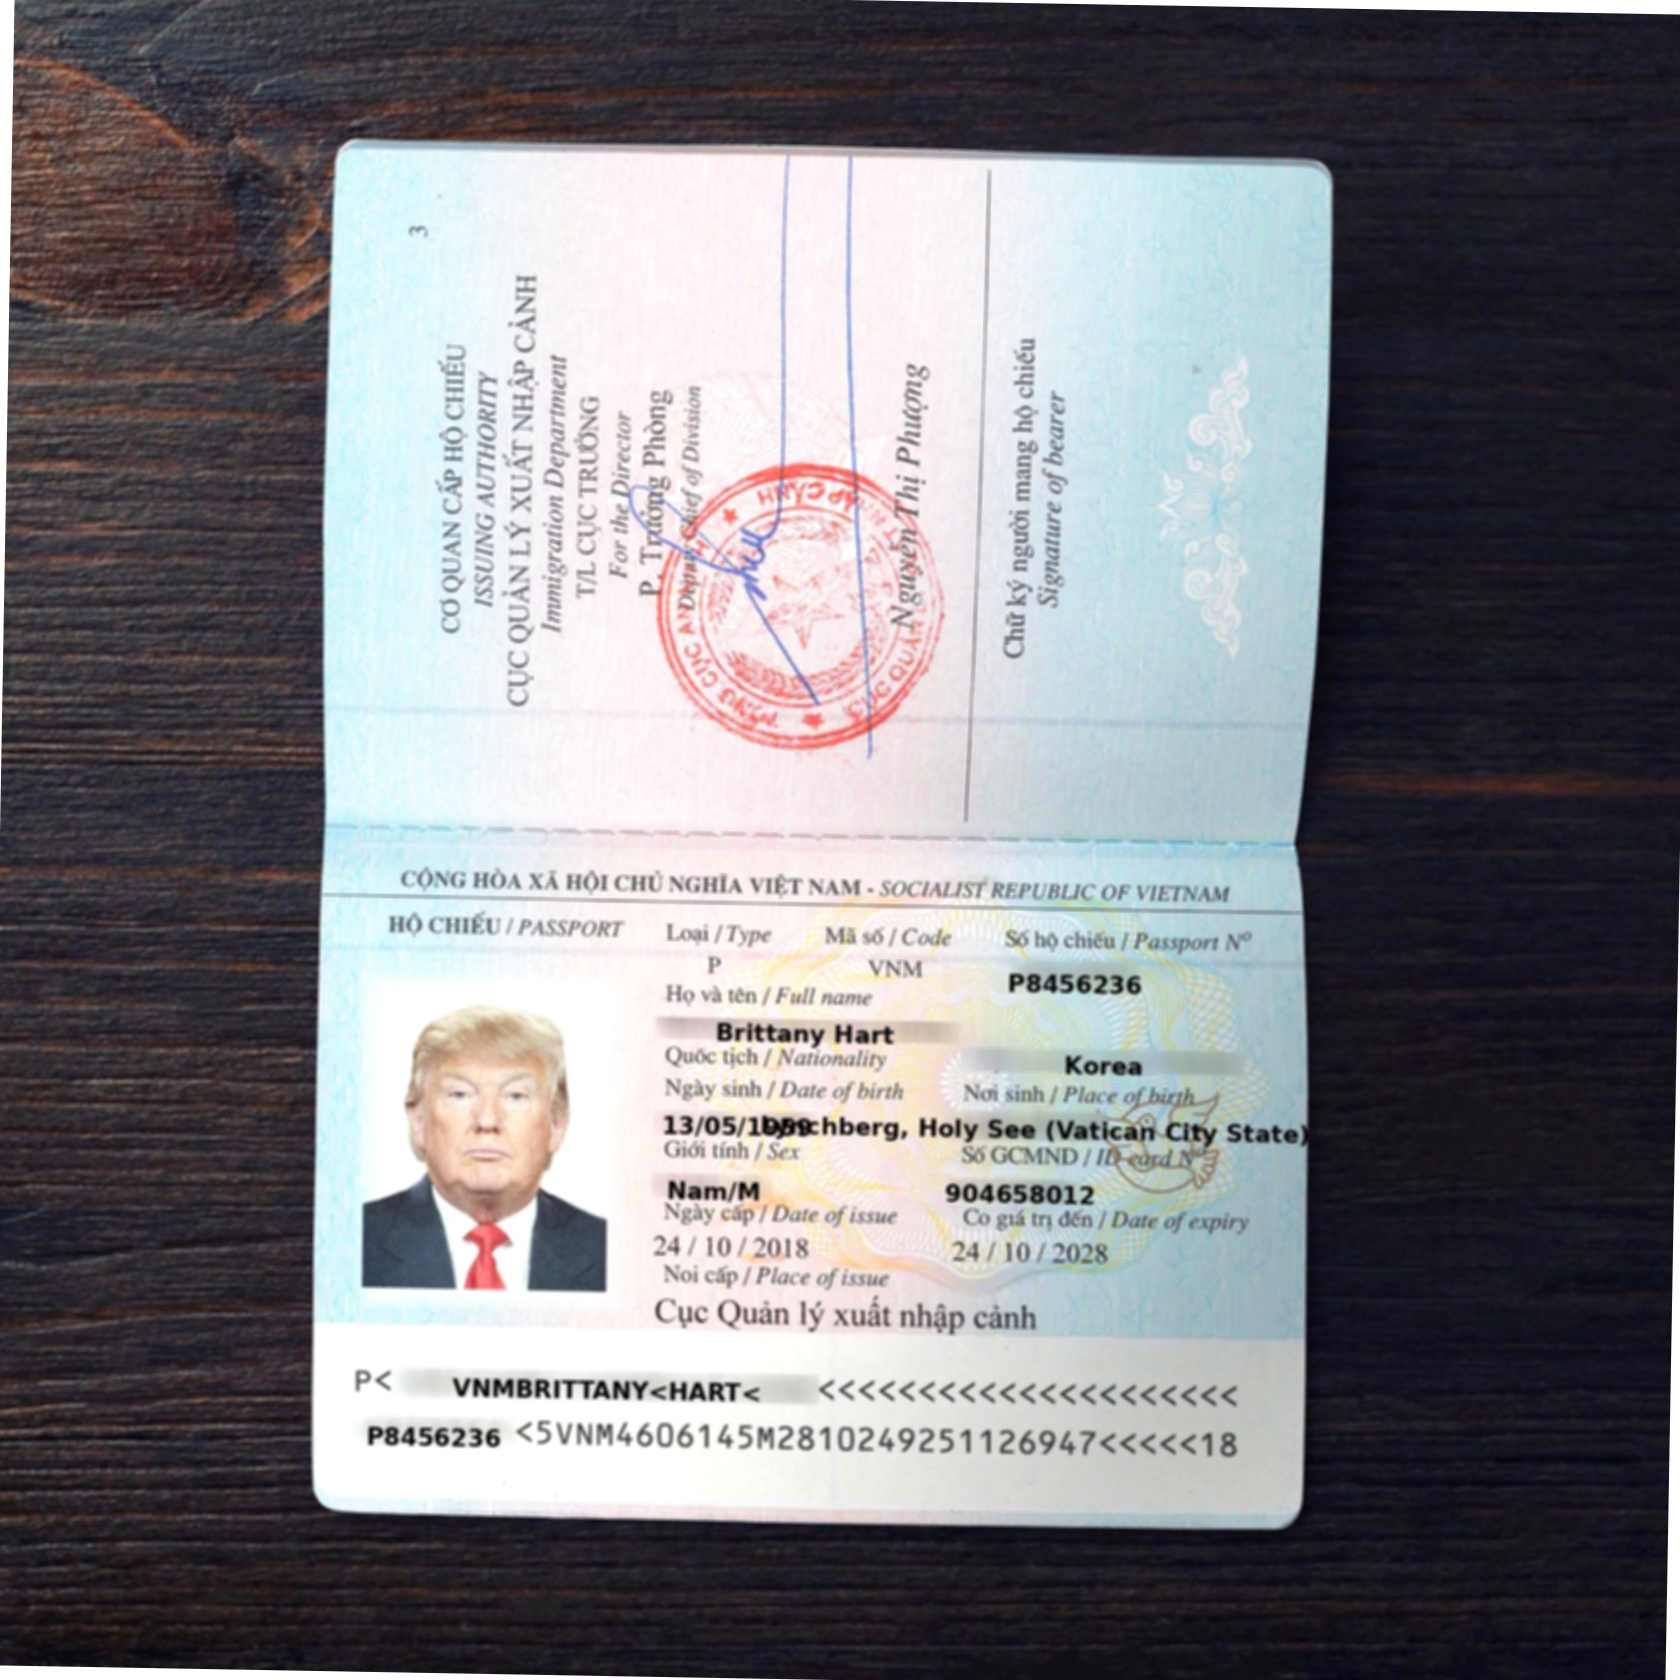 3
CƠ QUAN CẤP HỘ CHIẾU
ISSUING AUTHORITY
CỤC QUẢN LÝ XUẤT NHẬP CẢNH
Immigration Department
T/L CỤC TRƯỞNG
For the Director
P. Trưởng Phòng
Deputy Chief of Division
Nguyễn Thị Phượng
Chữ ký người mang hộ chiếu
Signature of bearer
CỘNG HÒA XÃ HỘI CHỦ NGHĨA VIỆT NAM - SOCIALIST REPUBLIC OF VIETNAM
HỘ CHIẾU / PASSPORT Loại / Type Mã số / Code Số hộ chiếu / Passport Nº
P VNM P8456236
Họ và tên / Full name
Brittany Hart
Quốc tịch / Nationality Korea
Ngày sinh / Date of birth Nơi sinh / Place of birth
Holy See (Vatican City State)
Giới tính / Sex Số GCMND / ID card Nº
Nam/M 904658012
Ngày cấp / Date of issue Có giá trị đến / Date of expiry
24 / 10 / 2018 24 / 10 / 2028
Nơi cấp / Place of issue
Cục Quản lý xuất nhập cảnh
P< VNMBRITTANY<HART< <<<<<<<<<<<<<<<<<<<<<
P8456236 <5VNM4606145M2810249251126947<<<<<18